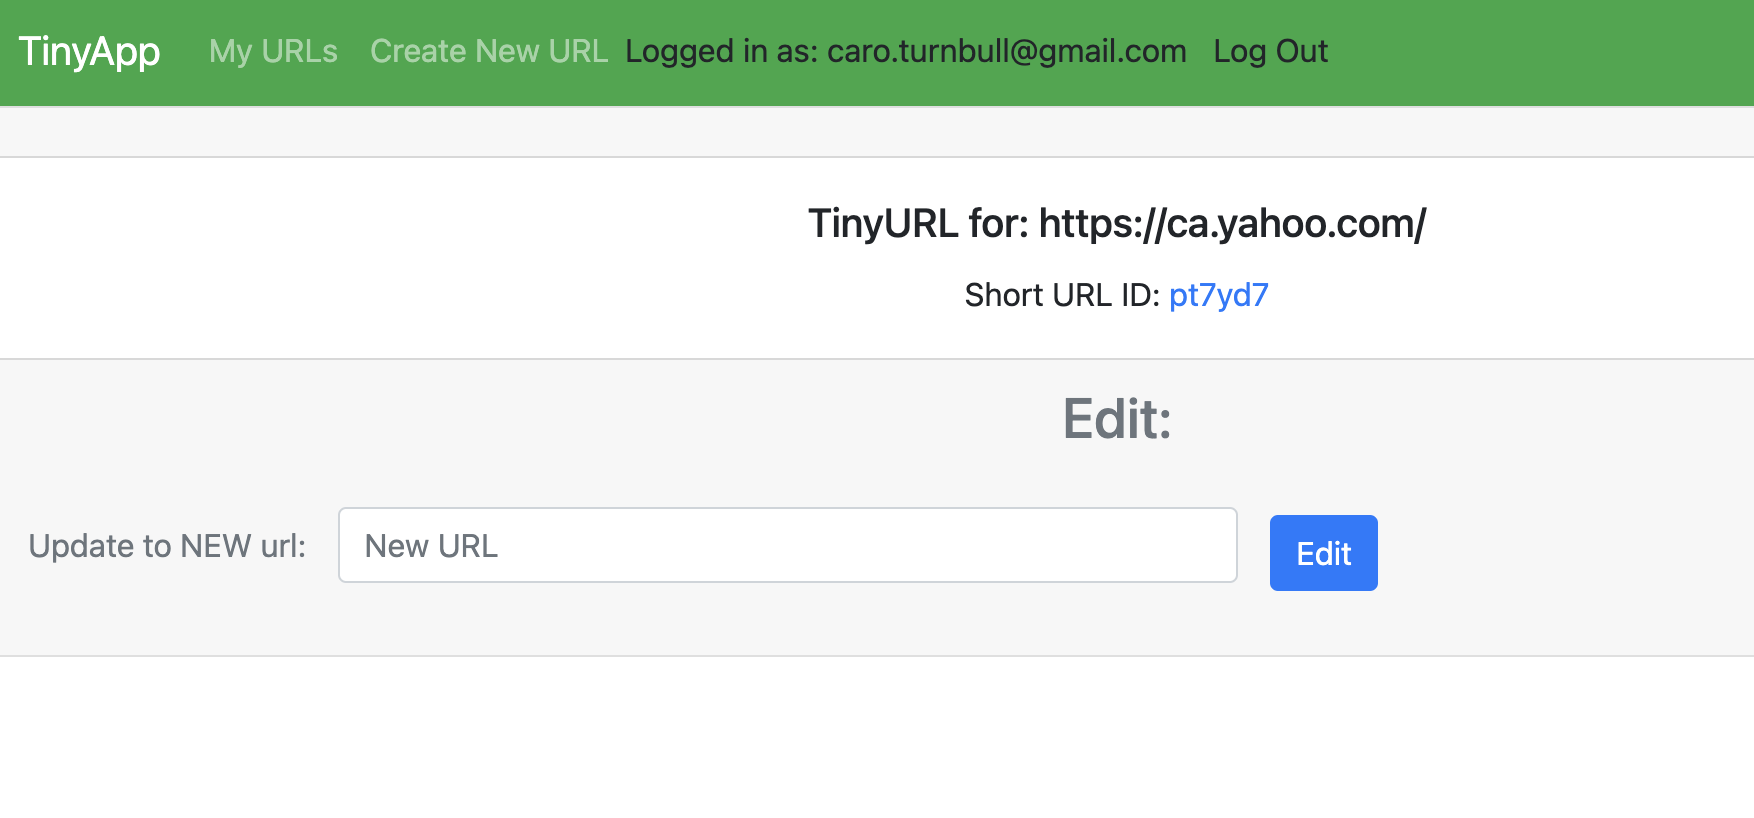 TinyApp My URLs Create New URL Logged in as: caro.turnbull@gmail.com Log Out
TinyURL for: https://ca.yahoo.com/
Short URL ID: pt7yd7
Edit:
Update to NEW url: New URL Edit